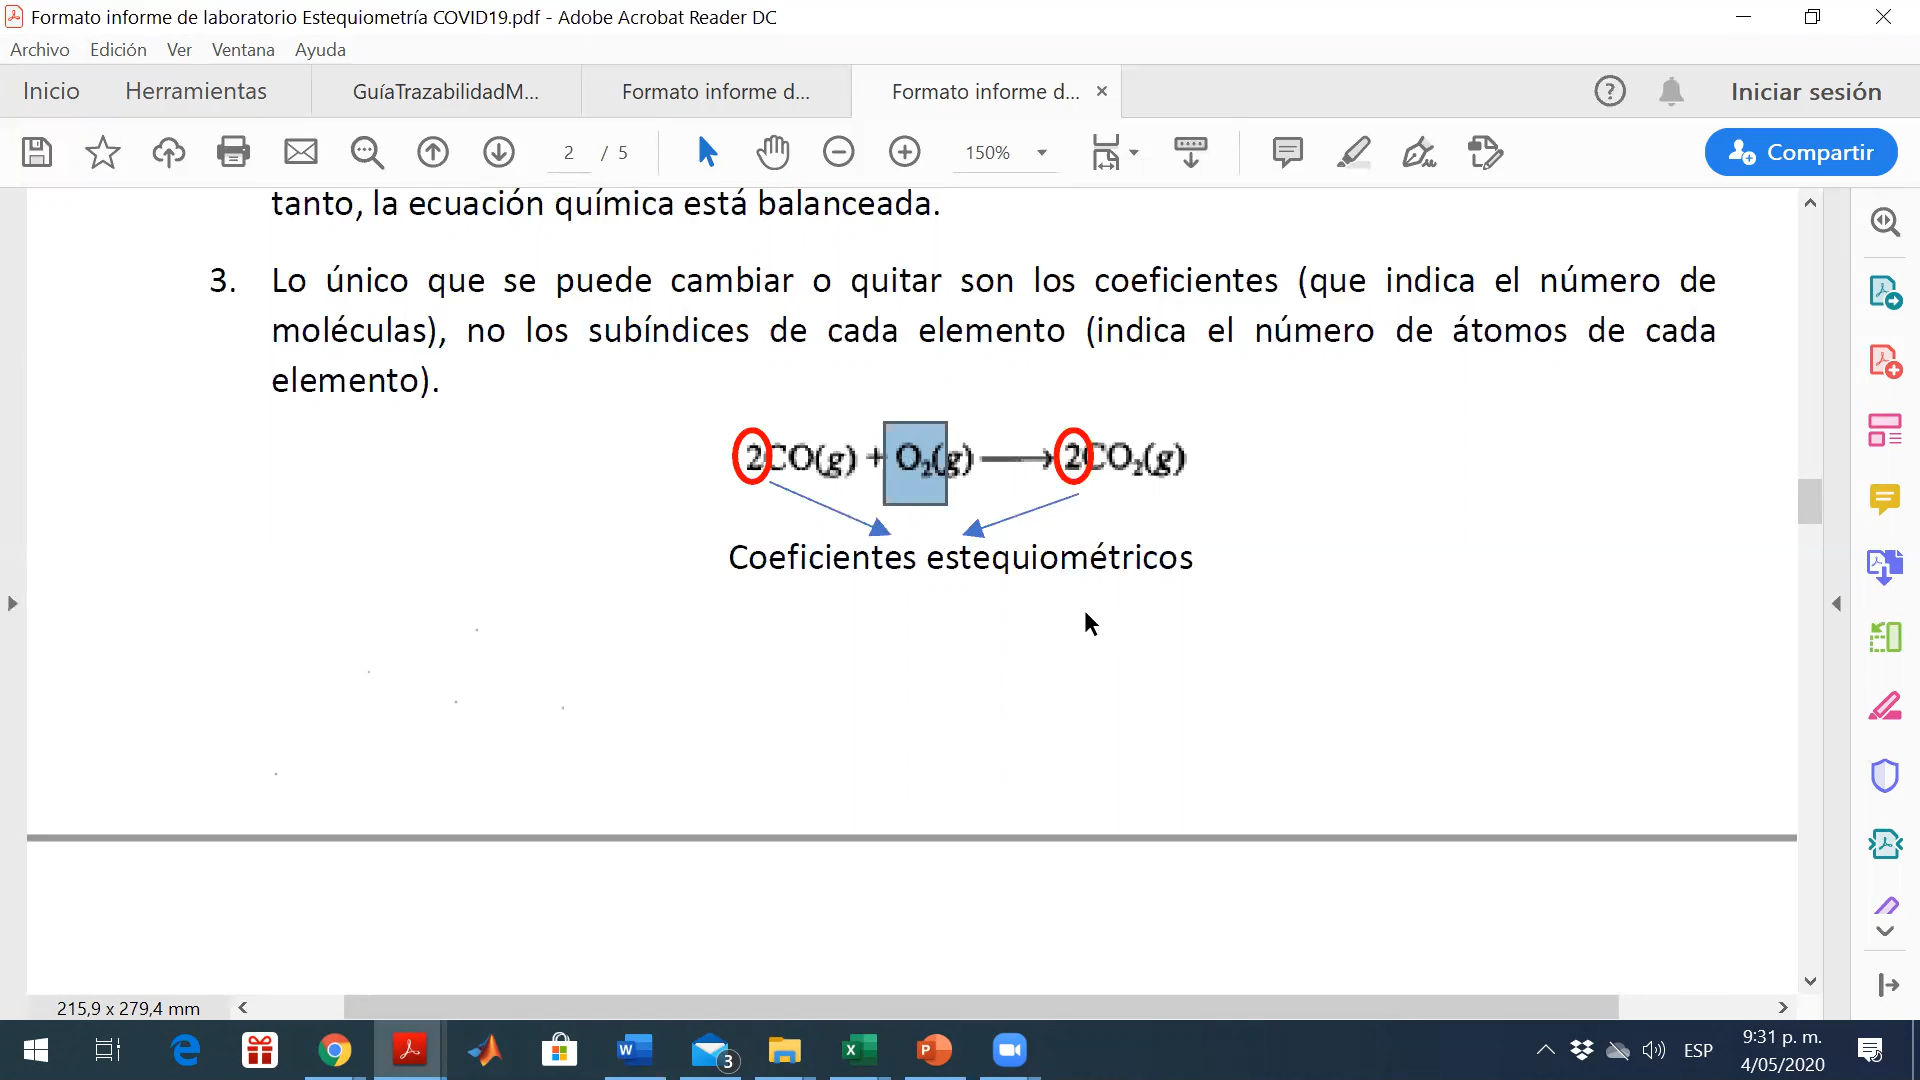 Formato informe de laboratorio Estequiometría COVID19.pdf - Adobe Acrobat Reader DC
Archivo Edición Ver Ventana Ayuda
Inicio Herramientas GuíaTrazabilidadM... Formato informe d... Formato informe d... Iniciar sesión
2 / 5 150% Compartir
tanto, la ecuación química está balanceada.
3. Lo único que se puede cambiar o quitar son los coeficientes (que indica el número de
moléculas), no los subíndices de cada elemento (indica el número de átomos de cada
elemento).
2CO(g) + O₂(g) ⟶ 2CO₂(g)
Coeficientes estequiométricos
215,9 x 279,4 mm
3 ESP 9:31 p. m.
4/05/2020